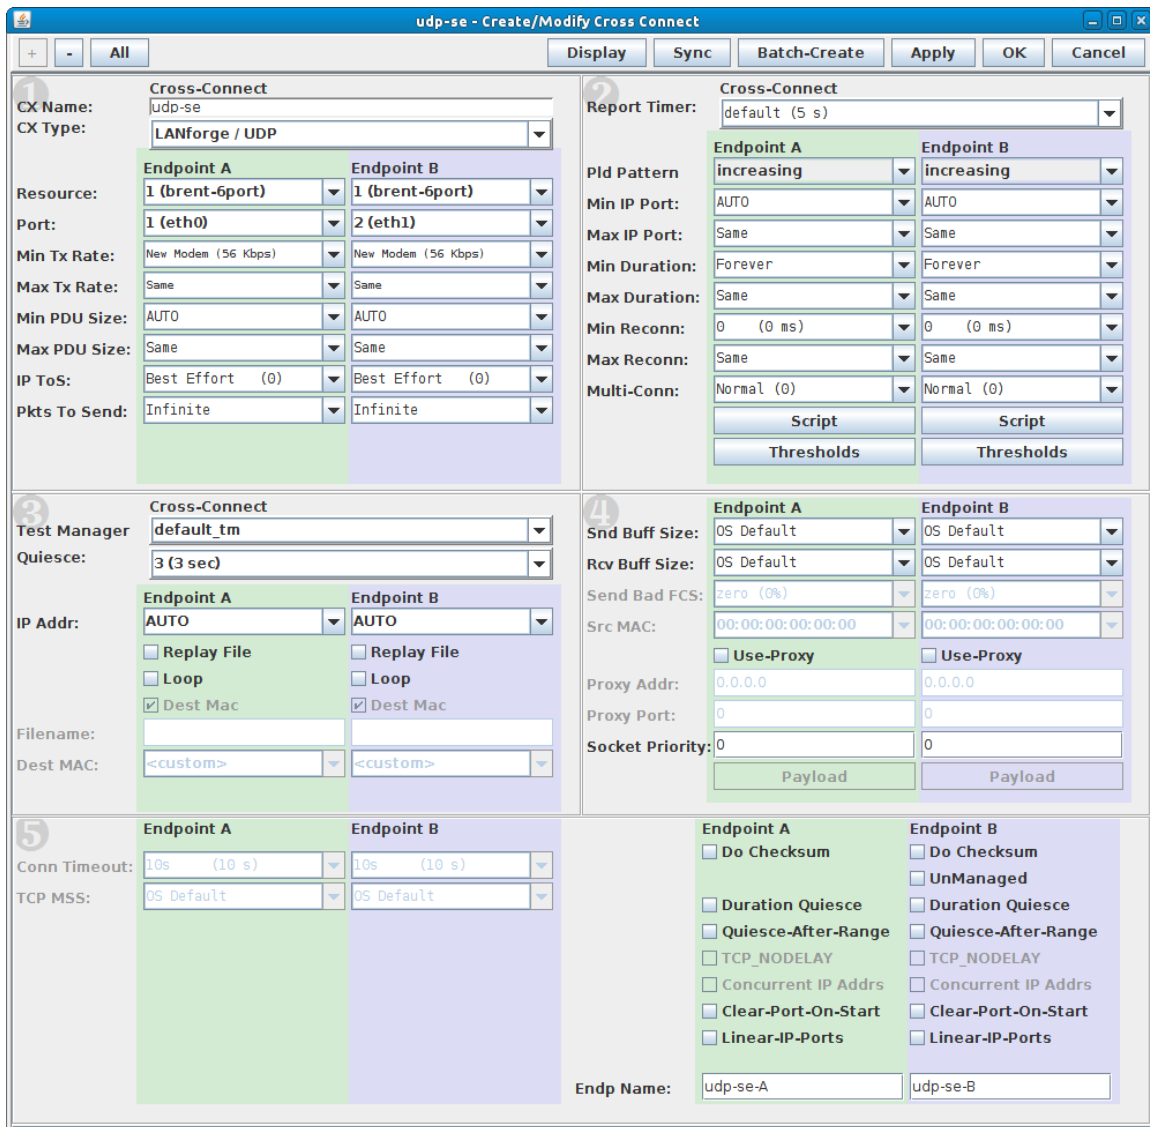 udp-se - Create/Modify Cross Connect
+ - All Display Sync Batch-Create Apply OK Cancel
1
Cross-Connect
CX Name: udp-se
CX Type: LANforge / UDP
Endpoint A Endpoint B
Resource: 1 (brent-6port) 1 (brent-6port)
Port: 1 (eth0) 2 (eth1)
Min Tx Rate: New Modem (56 Kbps) New Modem (56 Kbps)
Max Tx Rate: Same Same
Min PDU Size: AUTO AUTO
Max PDU Size: Same Same
IP ToS: Best Effort (0) Best Effort (0)
Pkts To Send: Infinite Infinite
2
Cross-Connect
Report Timer: default (5 s)
Endpoint A Endpoint B
Pld Pattern increasing increasing
Min IP Port: AUTO AUTO
Max IP Port: Same Same
Min Duration: Forever Forever
Max Duration: Same Same
Min Reconn: 0 (0 ms) 0 (0 ms)
Max Reconn: Same Same
Multi-Conn: Normal (0) Normal (0)
Script Script
Thresholds Thresholds
3
Cross-Connect
Test Manager default_tm
Quiesce: 3 (3 sec)
Endpoint A Endpoint B
IP Addr: AUTO AUTO
Replay File Replay File
Loop Loop
Dest Mac Dest Mac
Filename:
Dest MAC: <custom> <custom>
4
Endpoint A Endpoint B
Snd Buff Size: OS Default OS Default
Rcv Buff Size: OS Default OS Default
Send Bad FCS: zero (0%) zero (0%)
Src MAC: 00:00:00:00:00:00 00:00:00:00:00:00
Use-Proxy Use-Proxy
Proxy Addr: 0.0.0.0 0.0.0.0
Proxy Port: 0 0
Socket Priority: 0 0
Payload Payload
5
Endpoint A Endpoint B
Conn Timeout: 10s (10 s) 10s (10 s)
TCP MSS: OS Default OS Default
Endpoint A Endpoint B
Do Checksum Do Checksum
UnManaged
Duration Quiesce Duration Quiesce
Quiesce-After-Range Quiesce-After-Range
TCP_NODELAY TCP_NODELAY
Concurrent IP Addrs Concurrent IP Addrs
Clear-Port-On-Start Clear-Port-On-Start
Linear-IP-Ports Linear-IP-Ports
Endp Name: udp-se-A udp-se-B